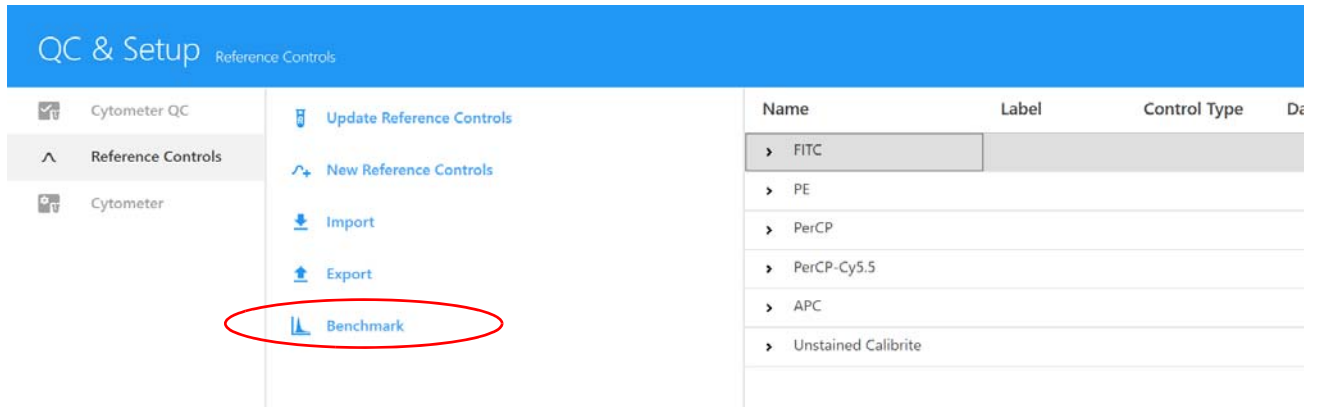 QC & Setup Reference Controls
Cytometer QC
Reference Controls
Cytometer
Update Reference Controls
New Reference Controls
Import
Export
Benchmark
Name Label Control Type Da
FITC
PE
PerCP
PerCP-Cy5.5
APC
Unstained Calibrite